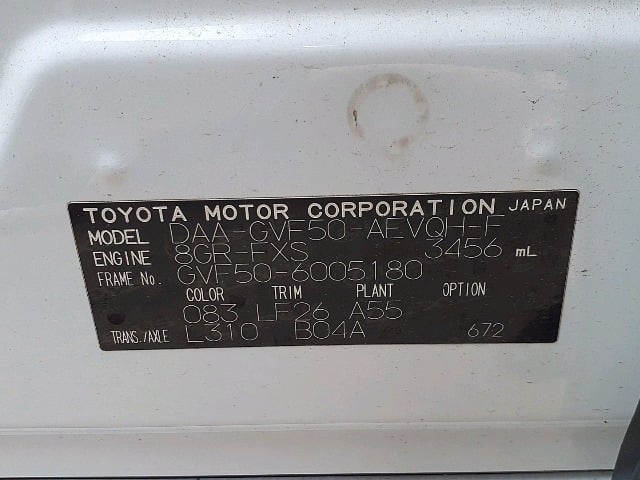 TOYOTA MOTOR CORPORATION JAPAN
MODEL DAA-GVF50-AEVQH-F
ENGINE 8GR-FXS 3456 mL
FRAME No. GVF50-6005180
COLOR TRIM PLANT OPTION
083 LF26 A55
TRANS./AXLE L310 B04A 672